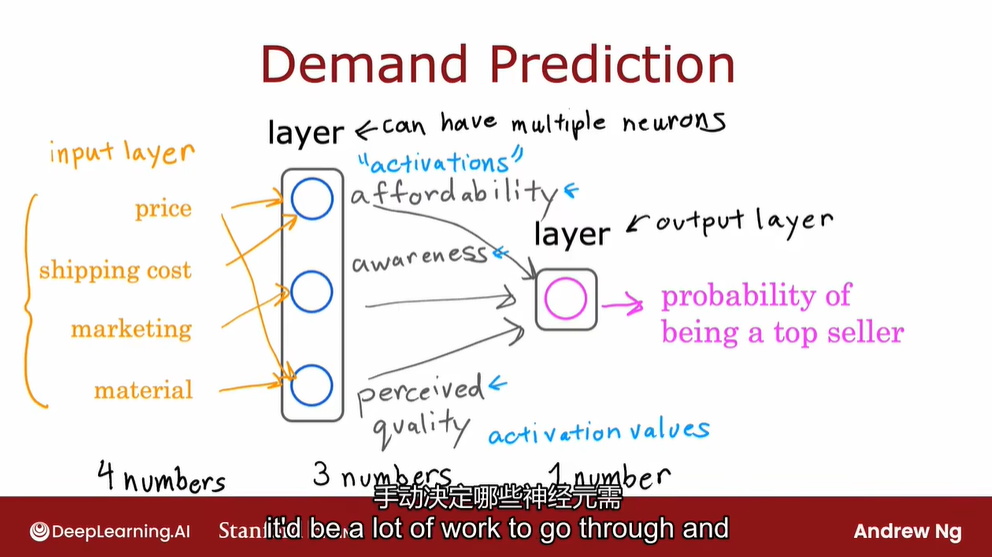 Demand Prediction
layer ← can have multiple neurons
input layer
"activations"
price
affordability
layer ← output layer
shipping cost
awareness
probability of
being a top seller
marketing
material
perceived
quality
activation values
4 numbers
3 numbers
1 number
手动决定哪些神经元需
it'd be a lot of work to go through and
DeepLearning.AI
Andrew Ng